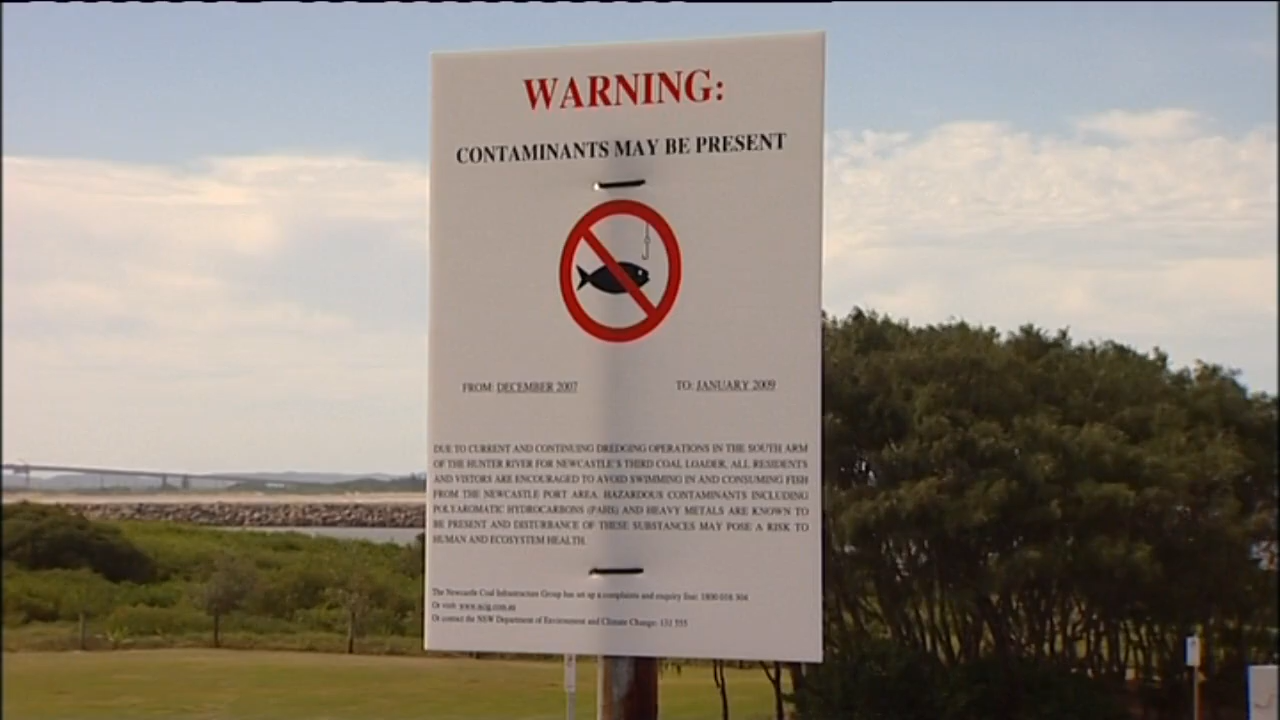 WARNING:
CONTAMINANTS MAY BE PRESENT
FROM: DECEMBER 2007 TO: JANUARY 2009
DUE TO CURRENT AND CONTINUING DREDGING OPERATIONS IN THE SOUTH ARM
OF THE HUNTER RIVER FOR NEWCASTLE'S THIRD COAL LOADER, ALL RESIDENTS
AND VISTORS ARE ENCOURAGED TO AVOID SWIMMING IN AND CONSUMING FISH
FROM THE NEWCASTLE PORT AREA. HAZARDOUS CONTAMINANTS INCLUDING
POLYAROMATIC HYDROCARBONS (PAHS) AND HEAVY METALS ARE KNOWN TO
BE PRESENT AND DISTURBANCE OF THESE SUBSTANCES MAY POSE A RISK TO
HUMAN AND ECOSYSTEM HEALTH.
The Newcastle Coal Infrastructure Group has set up a complaints and enquiry line: 1800 016 304
Or visit: www.ncig.com.au
Or contact the NSW Department of Environment and Climate Change: 131 555